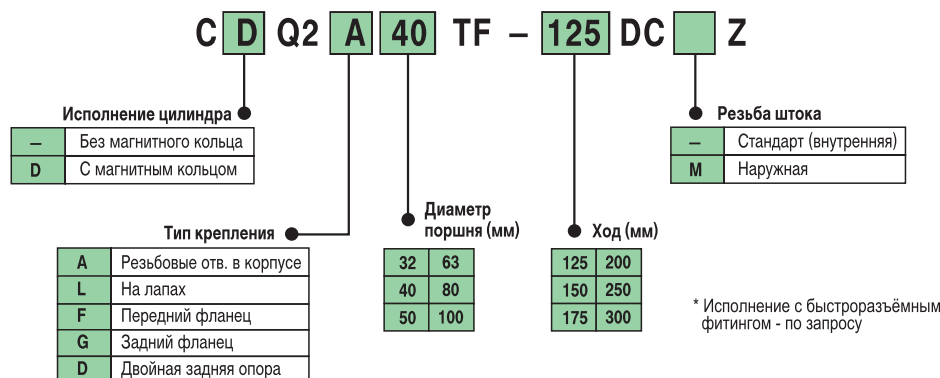 C D Q2 A 40 TF – 125 DC Z
Исполнение цилиндра
– Без магнитного кольца
D С магнитным кольцом
Резьба штока
– Стандарт (внутренняя)
M Наружная
Тип крепления
A Резьбовые отв. в корпусе
L На лапах
F Передний фланец
G Задний фланец
D Двойная задняя опора
Диаметр
поршня (мм)
32 63
40 80
50 100
Ход (мм)
125 200
150 250
175 300
* Исполнение с быстроразъёмным
фитингом - по запросу